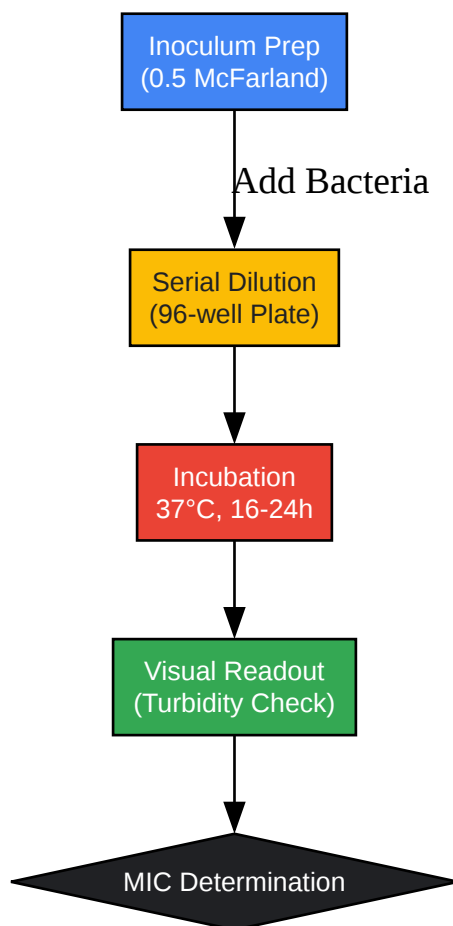 Inoculum Prep
(0.5 McFarland)
Add Bacteria
Serial Dilution
(96-well Plate)
Incubation
37°C, 16-24h
Visual Readout
(Turbidity Check)
MIC Determination